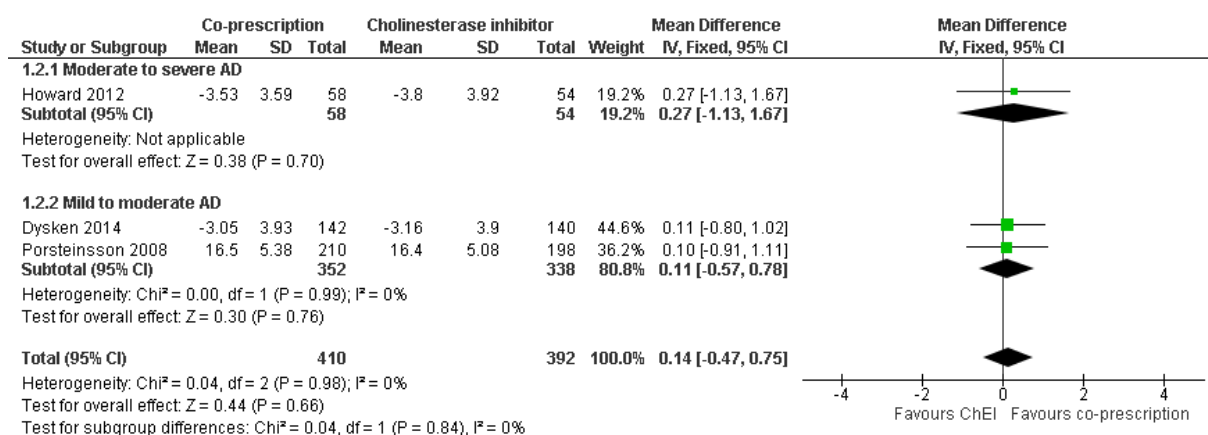 Co-prescription Cholinesterase inhibitor Mean Difference Mean Difference
Study or Subgroup Mean SD Total Mean SD Total Weight IV, Fixed, 95% CI IV, Fixed, 95% CI
1.2.1 Moderate to severe AD
Howard 2012 -3.53 3.59 58 -3.8 3.92 54 19.2% 0.27 [-1.13, 1.67]
Subtotal (95% CI) 58 54 19.2% 0.27 [-1.13, 1.67]
Heterogeneity: Not applicable
Test for overall effect: Z = 0.38 (P = 0.70)
1.2.2 Mild to moderate AD
Dysken 2014 -3.05 3.93 142 -3.16 3.9 140 44.6% 0.11 [-0.80, 1.02]
Porsteinsson 2008 16.5 5.38 210 16.4 5.08 198 36.2% 0.10 [-0.91, 1.11]
Subtotal (95% CI) 352 338 80.8% 0.11 [-0.57, 0.78]
Heterogeneity: Chi² = 0.00, df = 1 (P = 0.99); I² = 0%
Test for overall effect: Z = 0.30 (P = 0.76)
Total (95% CI) 410 392 100.0% 0.14 [-0.47, 0.75]
Heterogeneity: Chi² = 0.04, df = 2 (P = 0.98); I² = 0%
Test for overall effect: Z = 0.44 (P = 0.66)
Test for subgroup differences: Chi² = 0.04, df = 1 (P = 0.84), I² = 0%
-4 -2 0 2 4
Favours ChEI Favours co-prescription